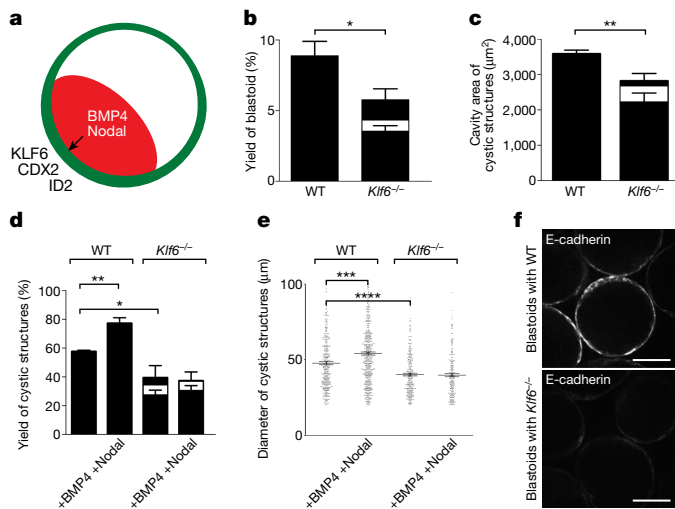 a
BMP4
Nodal
KLF6
CDX2
ID2
b
Yield of blastoid (%)
10
5
0
*
WT
Klf6–/–
c
Cavity area of
cystic structures (µm2)
4,000
3,000
2,000
1,000
0
**
WT
Klf6–/–
d
Yield of cystic structures (%)
WT
Klf6–/–
100
80
60
40
20
0
**
*
+BMP4 +Nodal
+BMP4 +Nodal
e
Diameter of cystic structures (µm)
WT
Klf6–/–
100
50
0
***
****
+BMP4 +Nodal
+BMP4 +Nodal
f
Blastoids with WT
E-cadherin
Blastoids with Klf6–/–
E-cadherin